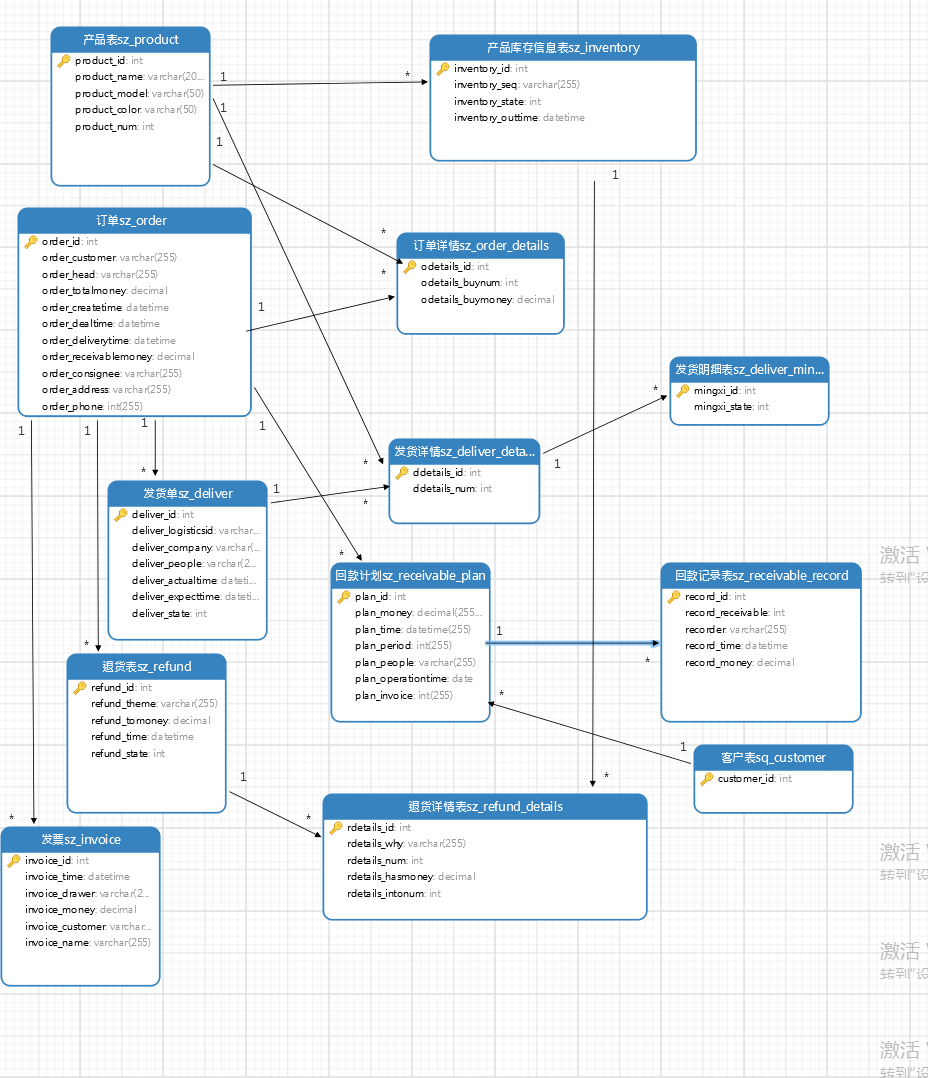 产品表sz_product
product_id: int
product_name: varchar(20...
product_model: varchar(50)
product_color: varchar(50)
product_num: int
1
*
1
1
产品库存信息表sz_inventory
inventory_id: int
inventory_seq: varchar(255)
inventory_state: int
inventory_outtime: datetime
1
订单sz_order
order_id: int
order_customer: varchar(255)
order_head: varchar(255)
order_totalmoney: decimal
order_createtime: datetime
order_dealtime: datetime
order_deliverytime: datetime
order_receivablemoney: decimal
order_consignee: varchar(255)
order_address: varchar(255)
order_phone: int(255)
*
*
1
订单详情sz_order_details
odetails_id: int
odetails_buynum: int
odetails_buymoney: decimal
发货明细表sz_deliver_min...
mingxi_id: int
mingxi_state: int
*
1
1
1
1
1
*
*
发货详情sz_deliver_deta...
ddetails_id: int
ddetails_num: int
1
*
发货单sz_deliver
deliver_id: int
deliver_logisticsid: varchar...
deliver_company: varchar(...
deliver_people: varchar(2...
deliver_actualtime: dateti...
deliver_expecttime: dateti...
deliver_state: int
1
*
*
回款计划sz_receivable_plan
plan_id: int
plan_money: decimal(255...
plan_time: datetime(255)
plan_period: int(255)
plan_people: varchar(255)
plan_operationtime: date
plan_invoice: int(255)
回款记录表sz_receivable_record
record_id: int
record_receivable: int
recorder: varchar(255)
record_time: datetime
record_money: decimal
1
*
*
1
退货表sz_refund
refund_id: int
refund_theme: varchar(255)
refund_tomoney: decimal
refund_time: datetime
refund_state: int
客户表sq_customer
customer_id: int
1
*
*
*
退货详情表sz_refund_details
rdetails_id: int
rdetails_why: varchar(255)
rdetails_num: int
rdetails_hasmoney: decimal
rdetails_intonum: int
发票sz_invoice
invoice_id: int
invoice_time: datetime
invoice_drawer: varchar(2...
invoice_money: decimal
invoice_customer: varchar...
invoice_name: varchar(255)
激活
转到"设
激活
转到"设
激活
转到"设
激活
转到"设